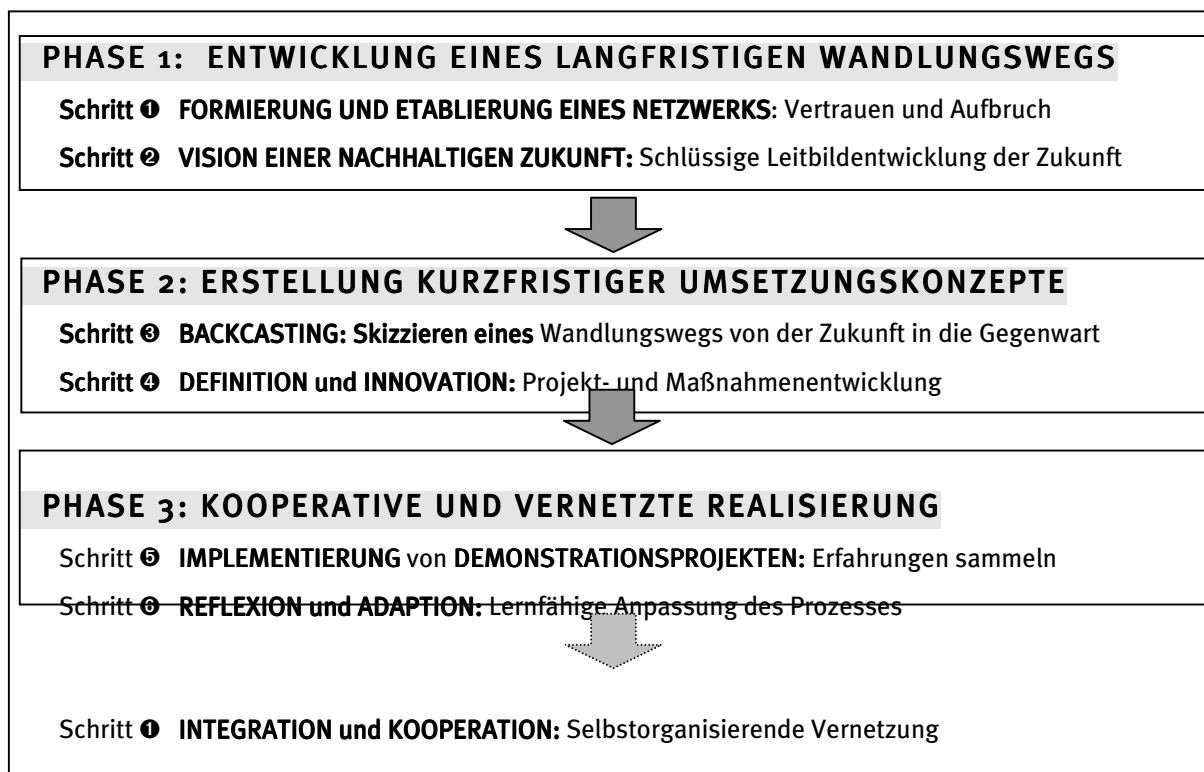 PHASE 1: ENTWICKLUNG EINES LANGFRISTIGEN WANDLUNGSWEGS
Schritt ❶ FORMIERUNG UND ETABLIERUNG EINES NETZWERKS: Vertrauen und Aufbruch
Schritt ❷ VISION EINER NACHHALTIGEN ZUKUNFT: Schlüssige Leitbildentwicklung der Zukunft
PHASE 2: ERSTELLUNG KURZFRISTIGER UMSETZUNGSKONZEPTE
Schritt ❸ BACKCASTING: Skizzieren eines Wandlungswegs von der Zukunft in die Gegenwart
Schritt ❹ DEFINITION und INNOVATION: Projekt- und Maßnahmenentwicklung
PHASE 3: KOOPERATIVE UND VERNETZTE REALISIERUNG
Schritt ❺ IMPLEMENTIERUNG von DEMONSTRATIONSPROJEKTEN: Erfahrungen sammeln
Schritt ❻ REFLEXION und ADAPTION: Lernfähige Anpassung des Prozesses
Schritt ❶ INTEGRATION und KOOPERATION: Selbstorganisierende Vernetzung